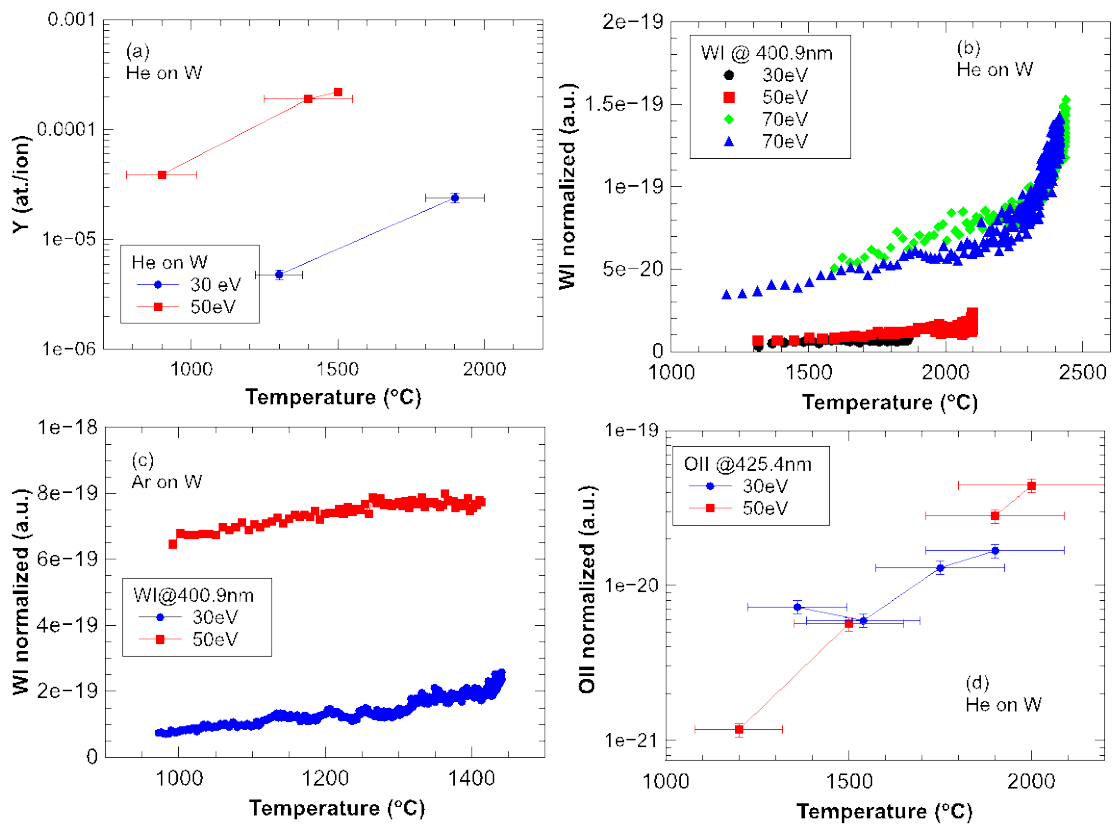 (a)
He on W
0.001
0.0001
1e−05
1e−06
Y (at./ion)
He on W
30 eV
50eV
1000
1500
2000
Temperature (°C)
(b)
He on W
WI @ 400.9nm
30eV
50eV
70eV
70eV
2e−19
1.5e−19
1e−19
5e−20
0
WI normalized (a.u.)
1000
1500
2000
2500
Temperature (°C)
(c)
Ar on W
1e−18
8e−19
6e−19
4e−19
2e−19
0
WI normalized (a.u.)
WI@400.9nm
30eV
50eV
1000
1200
1400
Temperature (°C)
OII @425.4nm
30eV
50eV
1e−19
1e−20
1e−21
OII normalized (a.u.)
(d)
He on W
1000
1500
2000
Temperature (°C)